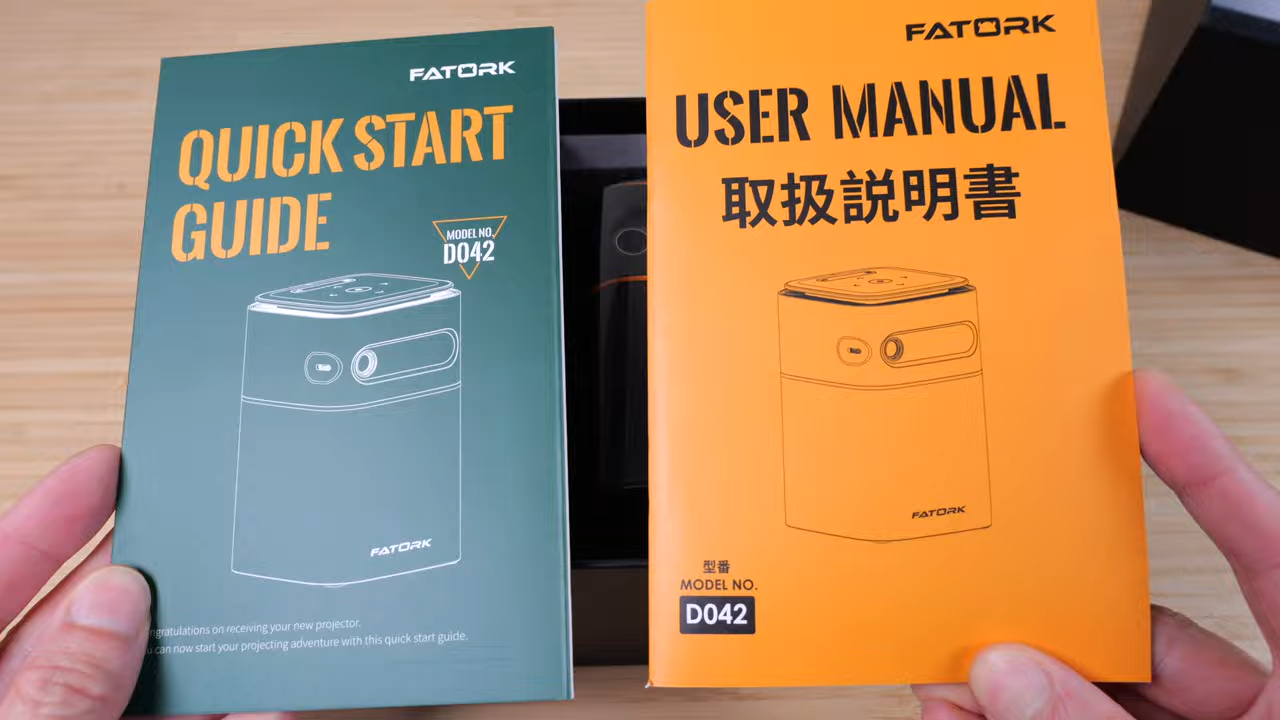 FATORK
QUICK START
GUIDE
MODEL NO.
D042
FATORK
on receiving your new projector.
can now start your projecting adventure with this quick start guide.
FATORK
USER MANUAL
取扱説明書
FATORK
型番
MODEL NO.
D042